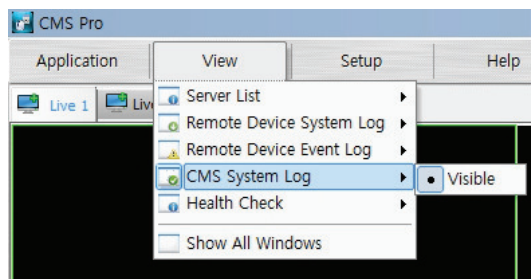 CMS Pro
Application View Setup Help
Live 1 Liv
Server List
Remote Device System Log
Remote Device Event Log
CMS System Log Visible
Health Check
Show All Windows